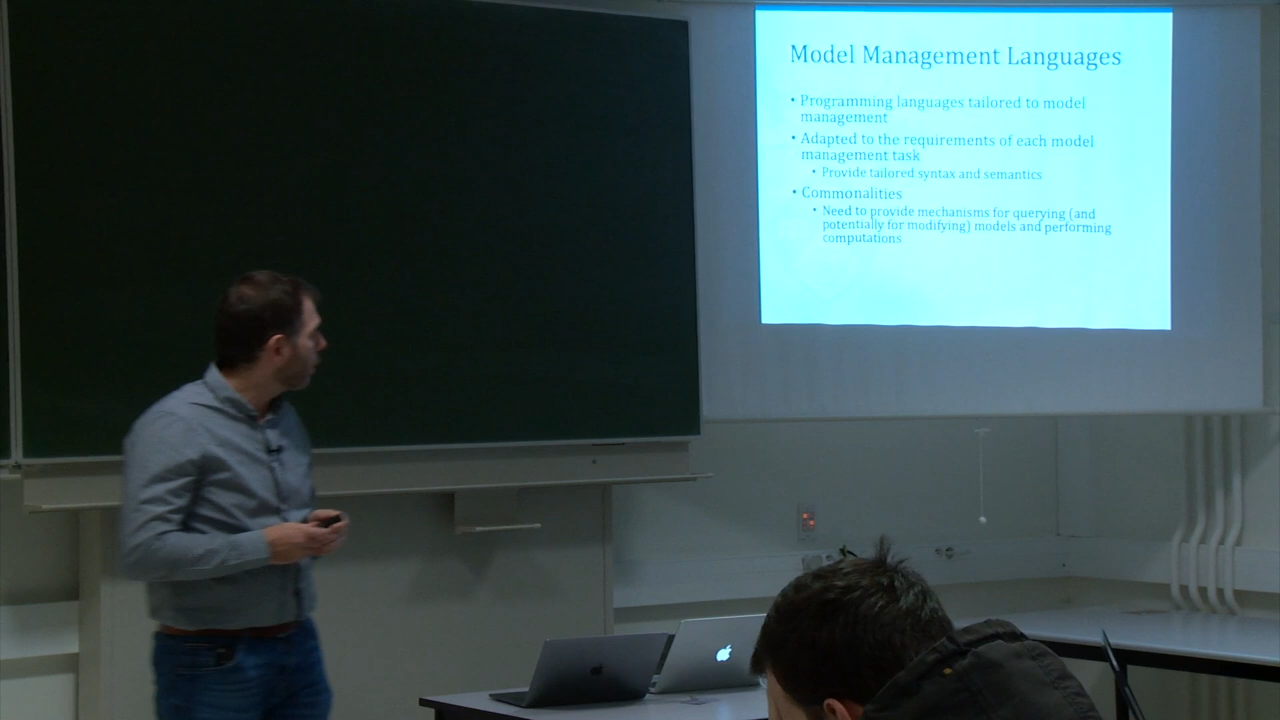 Model Management Languages
• Programming languages tailored to model
management
• Adapted to the requirements of each model
management task
• Provide tailored syntax and semantics
• Commonalities
• Need to provide mechanisms for querying (and
potentially for modifying) models and performing
computations